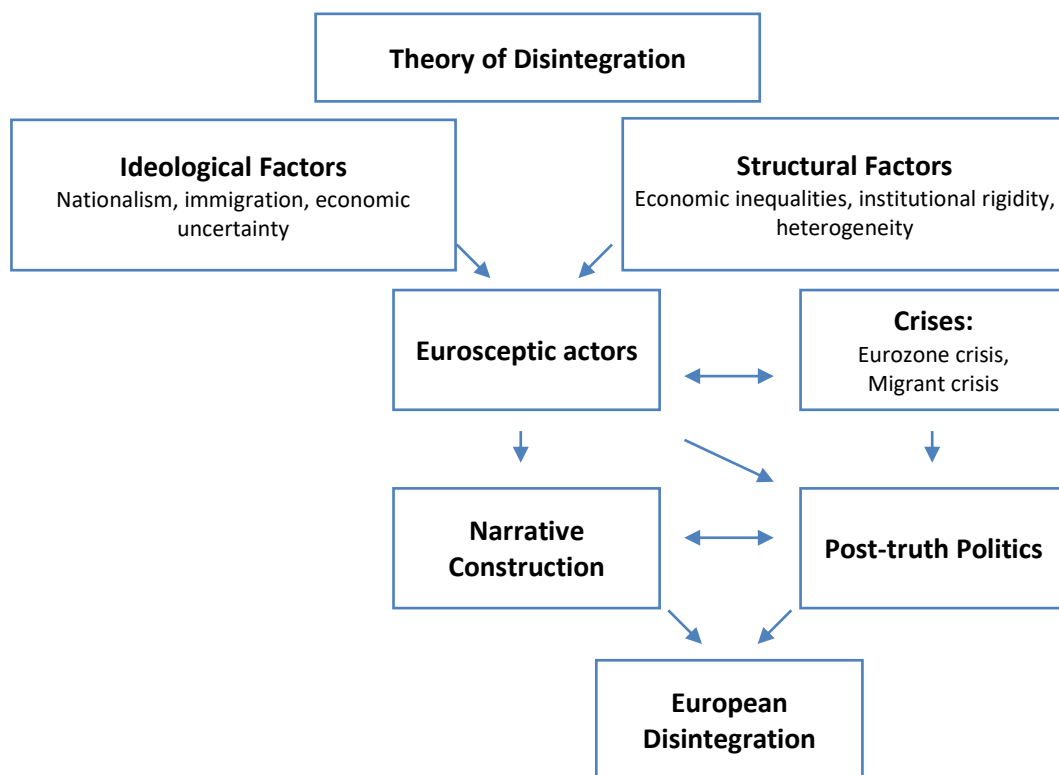 Theory of Disintegration
Ideological Factors
Nationalism, immigration, economic
uncertainty
Structural Factors
Economic inequalities, institutional rigidity,
heterogeneity
Eurosceptic actors
Crises:
Eurozone crisis,
Migrant crisis
Narrative
Construction
Post-truth Politics
European
Disintegration